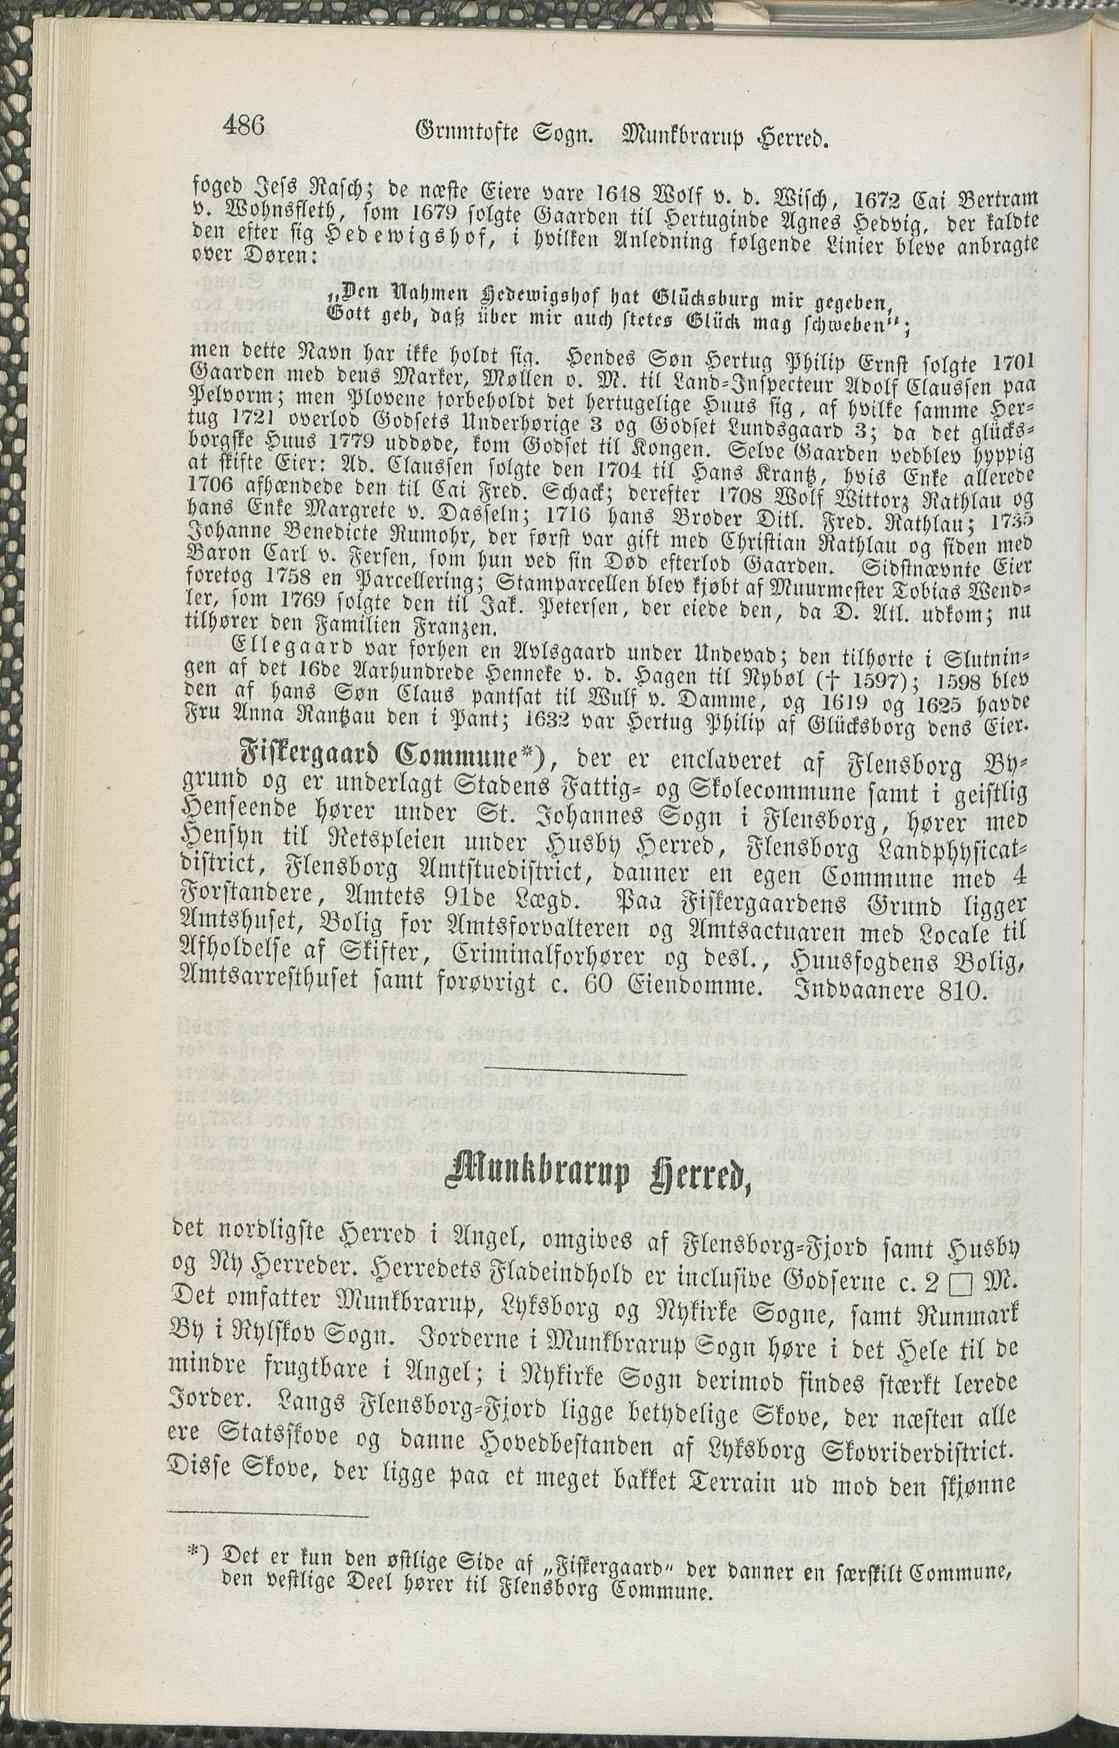 486 Grumtofte Sogn. Munkbrarup Herred.
foged Jess Rasch; de næste Eiere vare 1648 Wolf v. d. Wisch, 1672 Cai Bertram
v. Wohnsfleth, som 1679 solgte Gaarden til Hertuginde Agnes Hedvig, der kaldte
den efter sig Hedewigshof, i hvilken Anledning følgende Linier bleve anbragte
over Døren:
„Den Nahmen Hedewigshof hat Glücksburg mir gegeben,
Gott geb, daß über mir auch stetes Glück mag schweben“;
men dette Navn har ikke holdt sig. Hendes Søn Hertug Philip Ernst solgte 1701
Gaarden med dens Marker, Møllen o. M. til Land-Inspecteur Adolf Claussen paa
Pelvorm; men Plovene forbeholdt det hertugelige Huus sig, af hvilke samme Her-
tug 1721 overlod Godsets Underhørige 3 og Godset Lundsgaard 3; da det glücks-
borgske Huus 1779 uddøde, kom Godset til Kongen. Selve Gaarden vedblev hyppig
at skifte Eier: Ad. Claussen solgte den 1704 til Hans Krantz, hvis Enke allerede
1706 afhændede den til Cai Fred. Schack; derefter 1708 Wolf Wittorz Rathlau og
hans Enke Margrete v. Dasseln; 1716 hans Broder Ditl. Fred. Rathlau; 1735
Johanne Benedicte Rumohr, der først var gift med Christian Rathlau og siden med
Baron Carl v. Fersen, som hun ved sin Død efterlod Gaarden. Sidstnævnte Eier
foretog 1758 en Parcellering; Stamparcellen blev kjøbt af Muurmester Tobias Wend-
ler, som 1769 solgte den til Jak. Petersen, der eiede den, da D. Atl. udkom; nu
tilhører den Familien Franzen.
Ellegaard var forhen en Avlsgaard under Undevad; den tilhørte i Slutnin-
gen af det 16de Aarhundrede Henneke v. d. Hagen til Nybøl († 1597); 1598 blev
den af hans Søn Claus pantsat til Wulf v. Damme, og 1619 og 1625 havde
Fru Anna Rantzau den i Pant; 1632 var Hertug Philip af Glücksborg dens Eier.
Fiskergaard Commune*), der er enclaveret af Flensborg By-
grund og er underlagt Stadens Fattig- og Skolecommune samt i geistlig
Henseende hører under St. Johannes Sogn i Flensborg, hører med
Hensyn til Retspleien under Husby Herred, Flensborg Landphysicat-
district, Flensborg Amtstuedistrict, danner en egen Commune med 4
Forstandere, Amtets 91de Lægd. Paa Fiskergaardens Grund ligger
Amtshuset, Bolig for Amtsforvalteren og Amtsactuaren med Locale til
Afholdelse af Skifter, Criminalforhører og desl., Huusfogdens Bolig,
Amtsarresthuset samt forøvrigt c. 60 Eiendomme. Indvaanere 810.
Munkbrarup Herred,
det nordligste Herred i Angel, omgives af Flensborg-Fjord samt Husby
og Ny Herreder. Herredets Fladeindhold er inclusive Godserne c. 2 □ M.
Det omfatter Munkbrarup, Lyksborg og Nykirke Sogne, samt Runmark
By i Rylskov Sogn. Jorderne i Munkbrarup Sogn høre i det Hele til de
mindre frugtbare i Angel; i Nykirke Sogn derimod findes stærkt lerede
Jorder. Langs Flensborg-Fjord ligge betydelige Skove, der næsten alle
ere Statsskove og danne Hovedbestanden af Lyksborg Skovriderdistrict.
Disse Skove, der ligge paa et meget bakket Terrain ud mod den skjønne
*) Det er kun den østlige Side af „Fiskergaard“ der danner en særskilt Commune,
den vestlige Deel hører til Flensborg Commune.